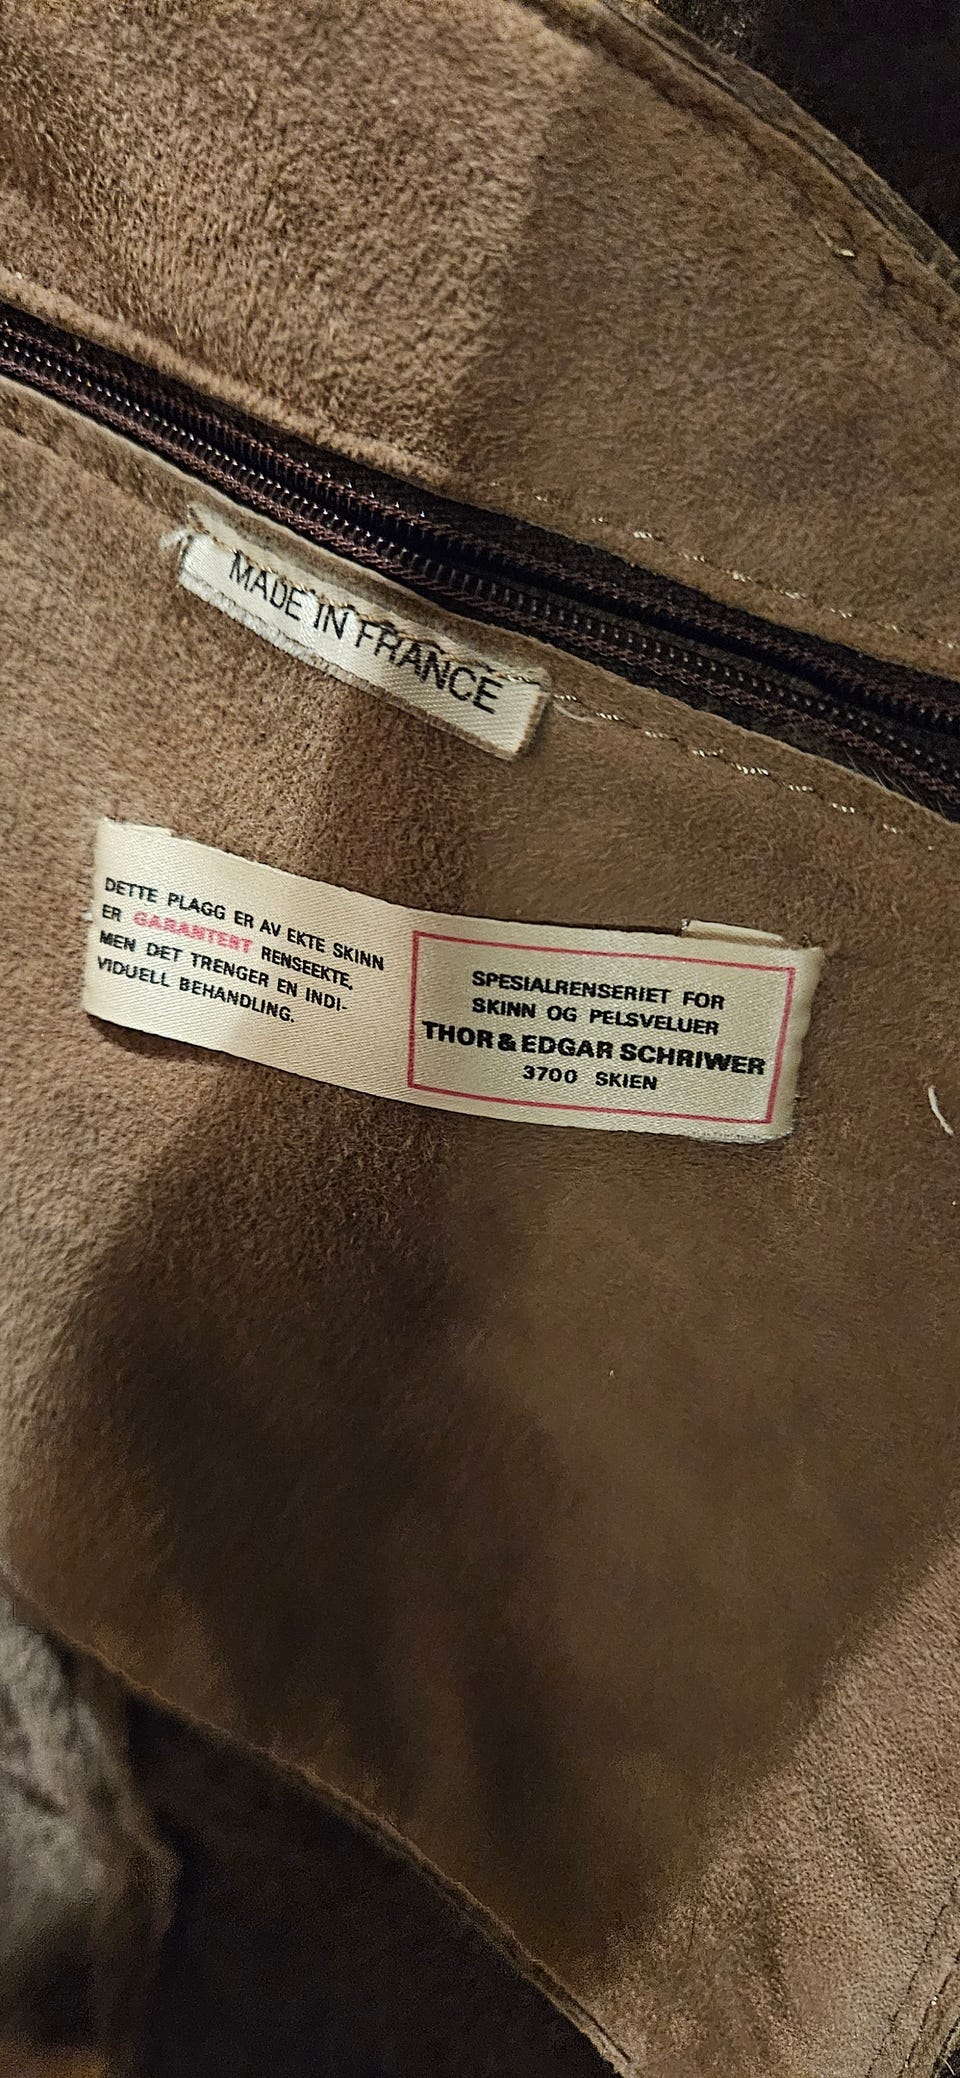 MADE IN FRANCE
DETTE PLAGG ER AV EKTE SKINN
ER GARANTERT RENSEEKTE,
MEN DET TRENGER EN INDI-
VIDUELL BEHANDLING.
SPESIALRENSERIET FOR
SKINN OG PELSVELUER
THOR & EDGAR SCHRIWER
3700 SKIEN